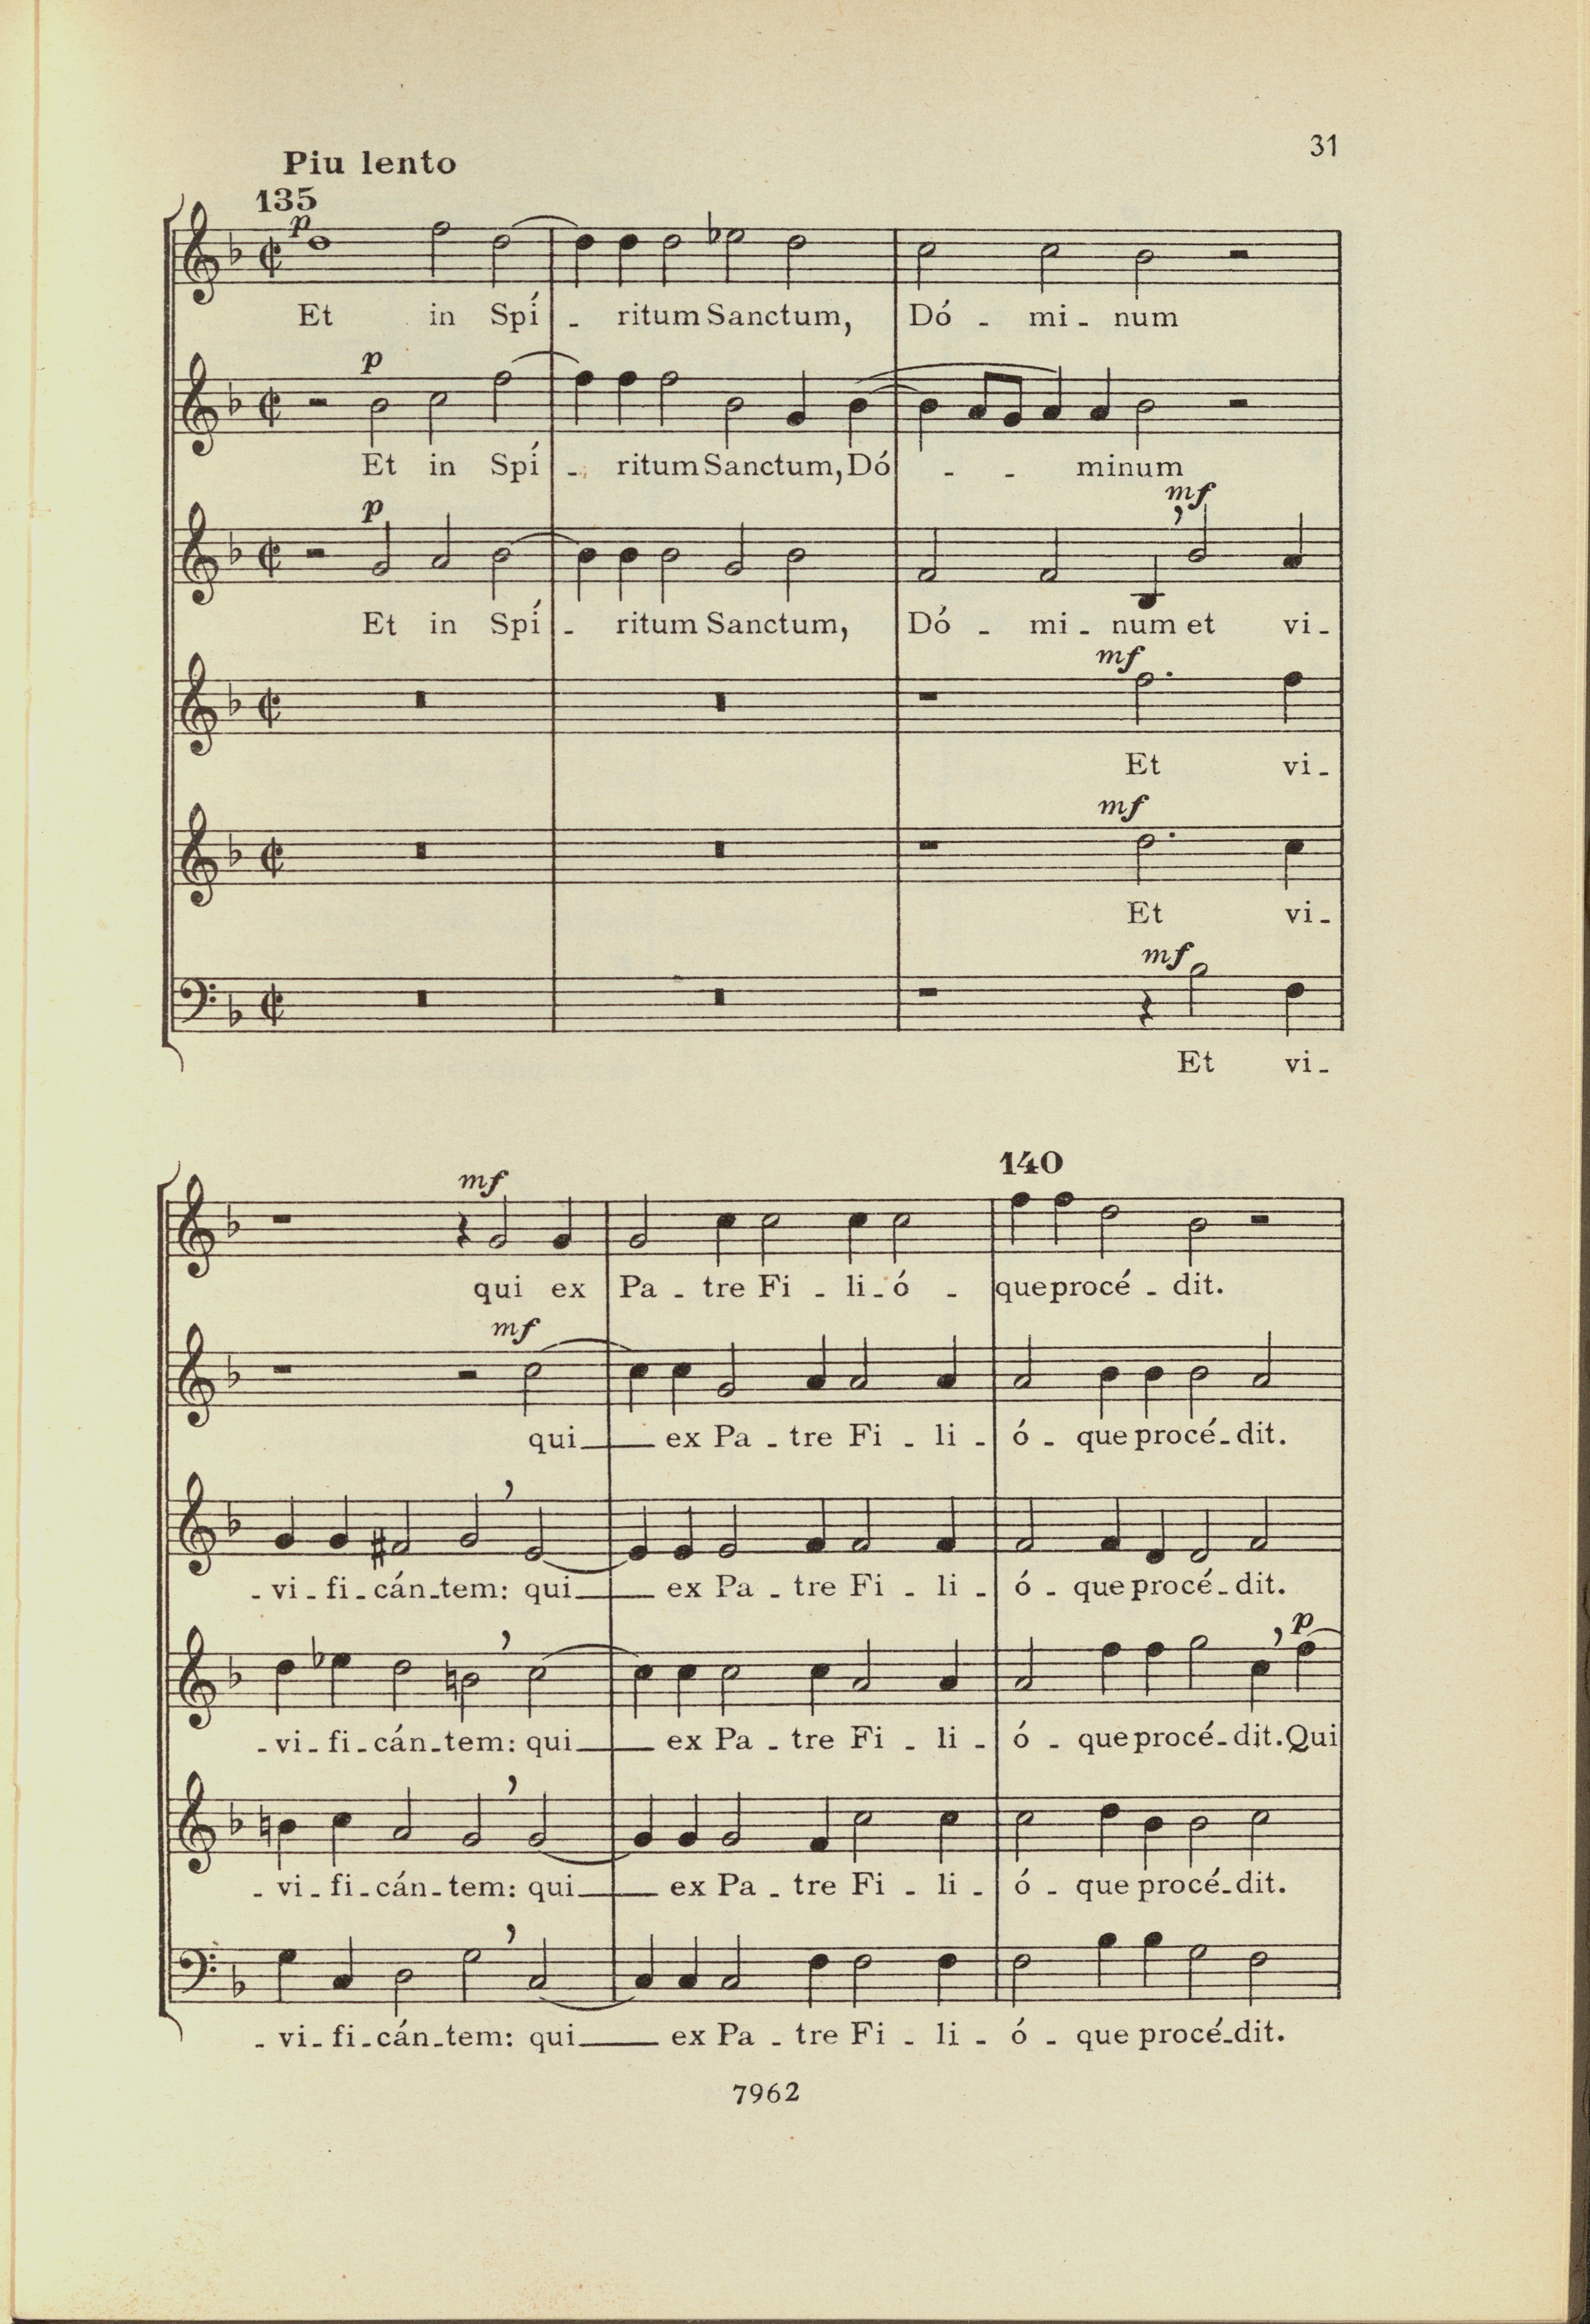 31
Piu lento
135
p
Et in Spí - ritum Sanctum, Dó - mi - num
p
Et in Spí - ritum Sanctum, Dó - - minum
p
mf
Et in Spí - ritum Sanctum, Dó - mi - num et vi -
mf
Et vi -
mf
Et vi -
mf
Et vi -
140
mf
qui ex Pa - tre Fi - li - ó - que procé - dit.
mf
qui ex Pa - tre Fi - li - ó - que procé - dit.
- vi - fi - cán - tem: qui ex Pa - tre Fi - li - ó - que procé - dit.
p
- vi - fi - cán - tem: qui ex Pa - tre Fi - li - ó - que procé - dit. Qui
- vi - fi - cán - tem: qui ex Pa - tre Fi - li - ó - que procé - dit.
- vi - fi - cán - tem: qui ex Pa - tre Fi - li - ó - que procé - dit.
7962